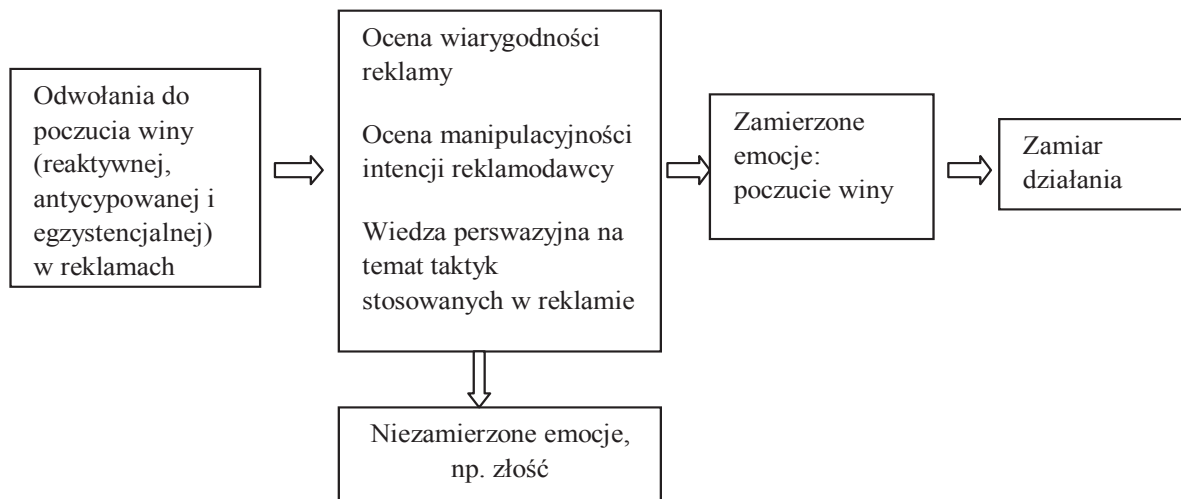 Odwołania do
poczucia winy
(reaktywnej,
antycypowanej i
egzystencjalnej)
w reklamach
Ocena wiarygodności
reklamy
Ocena manipulacyjności
intencji reklamodawcy
Wiedza perswazyjna na
temat taktyk
stosowanych w reklamie
Zamierzone
emocje:
poczucie winy
Zamiar
działania
Niezamierzone emocje,
np. złość